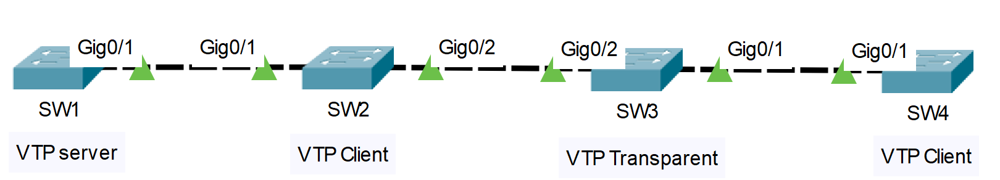 Gig0/1 Gig0/1 Gig0/2 Gig0/2 Gig0/1 Gig0/1
SW1 SW2 SW3 SW4
VTP server VTP Client VTP Transparent VTP Client